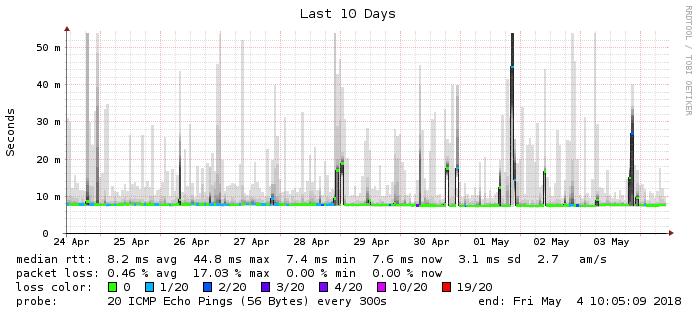 Last 10 Days
RRDTOOL / TOBI OETIKER
Seconds
50 m
40 m
30 m
20 m
10 m
0
24 Apr 25 Apr 26 Apr 27 Apr 28 Apr 29 Apr 30 Apr 01 May 02 May 03 May
median rtt: 8.2 ms avg 44.8 ms max 7.4 ms min 7.6 ms now 3.1 ms sd 2.7 am/s
packet loss: 0.46 % avg 17.03 % max 0.00 % min 0.00 % now
loss color: 0 1/20 2/20 3/20 4/20 10/20 19/20
probe: 20 ICMP Echo Pings (56 Bytes) every 300s end: Fri May 4 10:05:09 2018